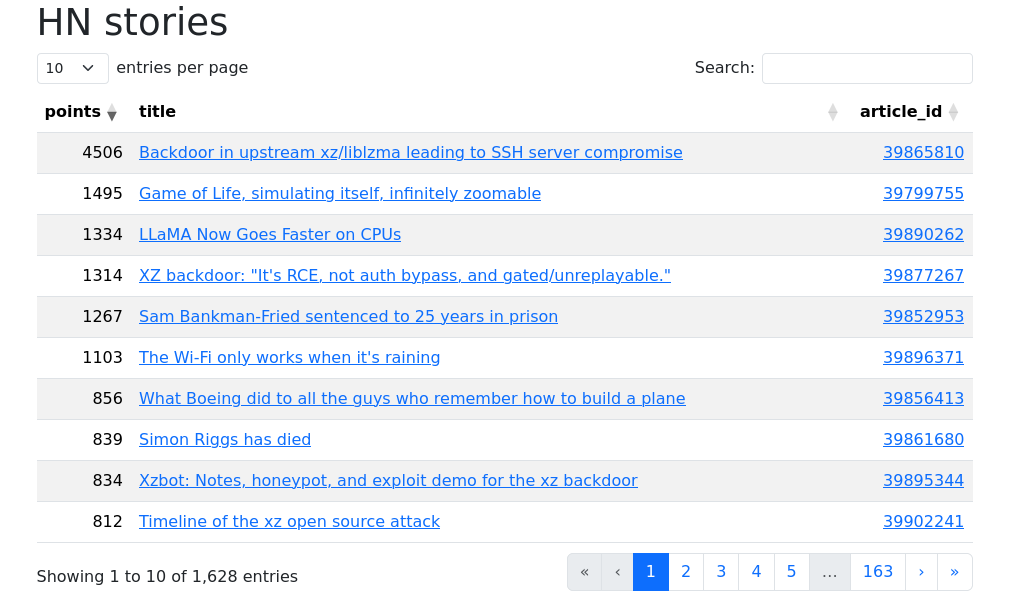 HN stories
10 entries per page Search:
points title article_id
4506 Backdoor in upstream xz/liblzma leading to SSH server compromise 39865810
1495 Game of Life, simulating itself, infinitely zoomable 39799755
1334 LLaMA Now Goes Faster on CPUs 39890262
1314 XZ backdoor: "It's RCE, not auth bypass, and gated/unreplayable." 39877267
1267 Sam Bankman-Fried sentenced to 25 years in prison 39852953
1103 The Wi-Fi only works when it's raining 39896371
856 What Boeing did to all the guys who remember how to build a plane 39856413
839 Simon Riggs has died 39861680
834 Xzbot: Notes, honeypot, and exploit demo for the xz backdoor 39895344
812 Timeline of the xz open source attack 39902241
Showing 1 to 10 of 1,628 entries « ‹ 1 2 3 4 5 … 163 › »